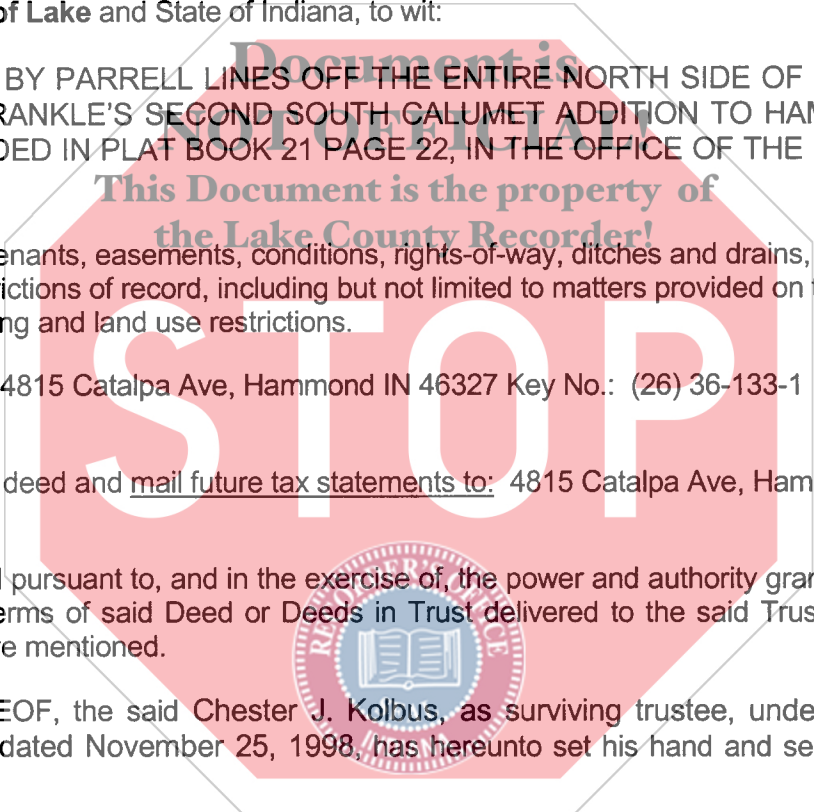 of Lake and State of Indiana, to wit:
Document is
BY PARRELL LINES OFF THE ENTIRE NORTH SIDE OF
RANKLE'S SECOND SOUTH CALUMET ADDITION TO HAM
NOT OFFICIAL!
DED IN PLAT BOOK 21 PAGE 22, IN THE OFFICE OF THE
This Document is the property of
the Lake County Recorder!
enants, easements, conditions, rights-of-way, ditches and drains,
ictions of record, including but not limited to matters provided on t
ng and land use restrictions.
STOP
4815 Catalpa Ave, Hammond IN 46327 Key No.: (26) 36-133-1
deed and mail future tax statements to: 4815 Catalpa Ave, Ham
pursuant to, and in the exercise of, the power and authority gran
erms of said Deed or Deeds in Trust delivered to the said Trus
e mentioned.
RECORDER'S OFFICE
EOF, the said Chester J. Kolbus, as surviving trustee, unde
dated November 25, 1998, has hereunto set his hand and se